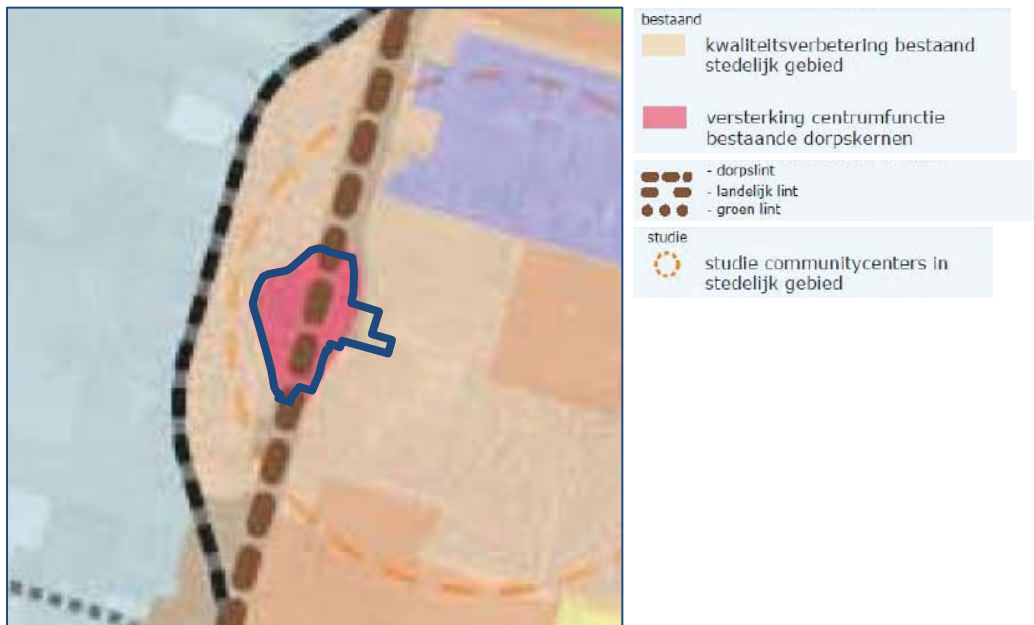 bestaand
kwaliteitsverbetering bestaand
stedelijk gebied
versterking centrumfunctie
bestaande dorpskernen
- dorpslint
- landelijk lint
- groen lint
studie
studie communitycenters in
stedelijk gebied